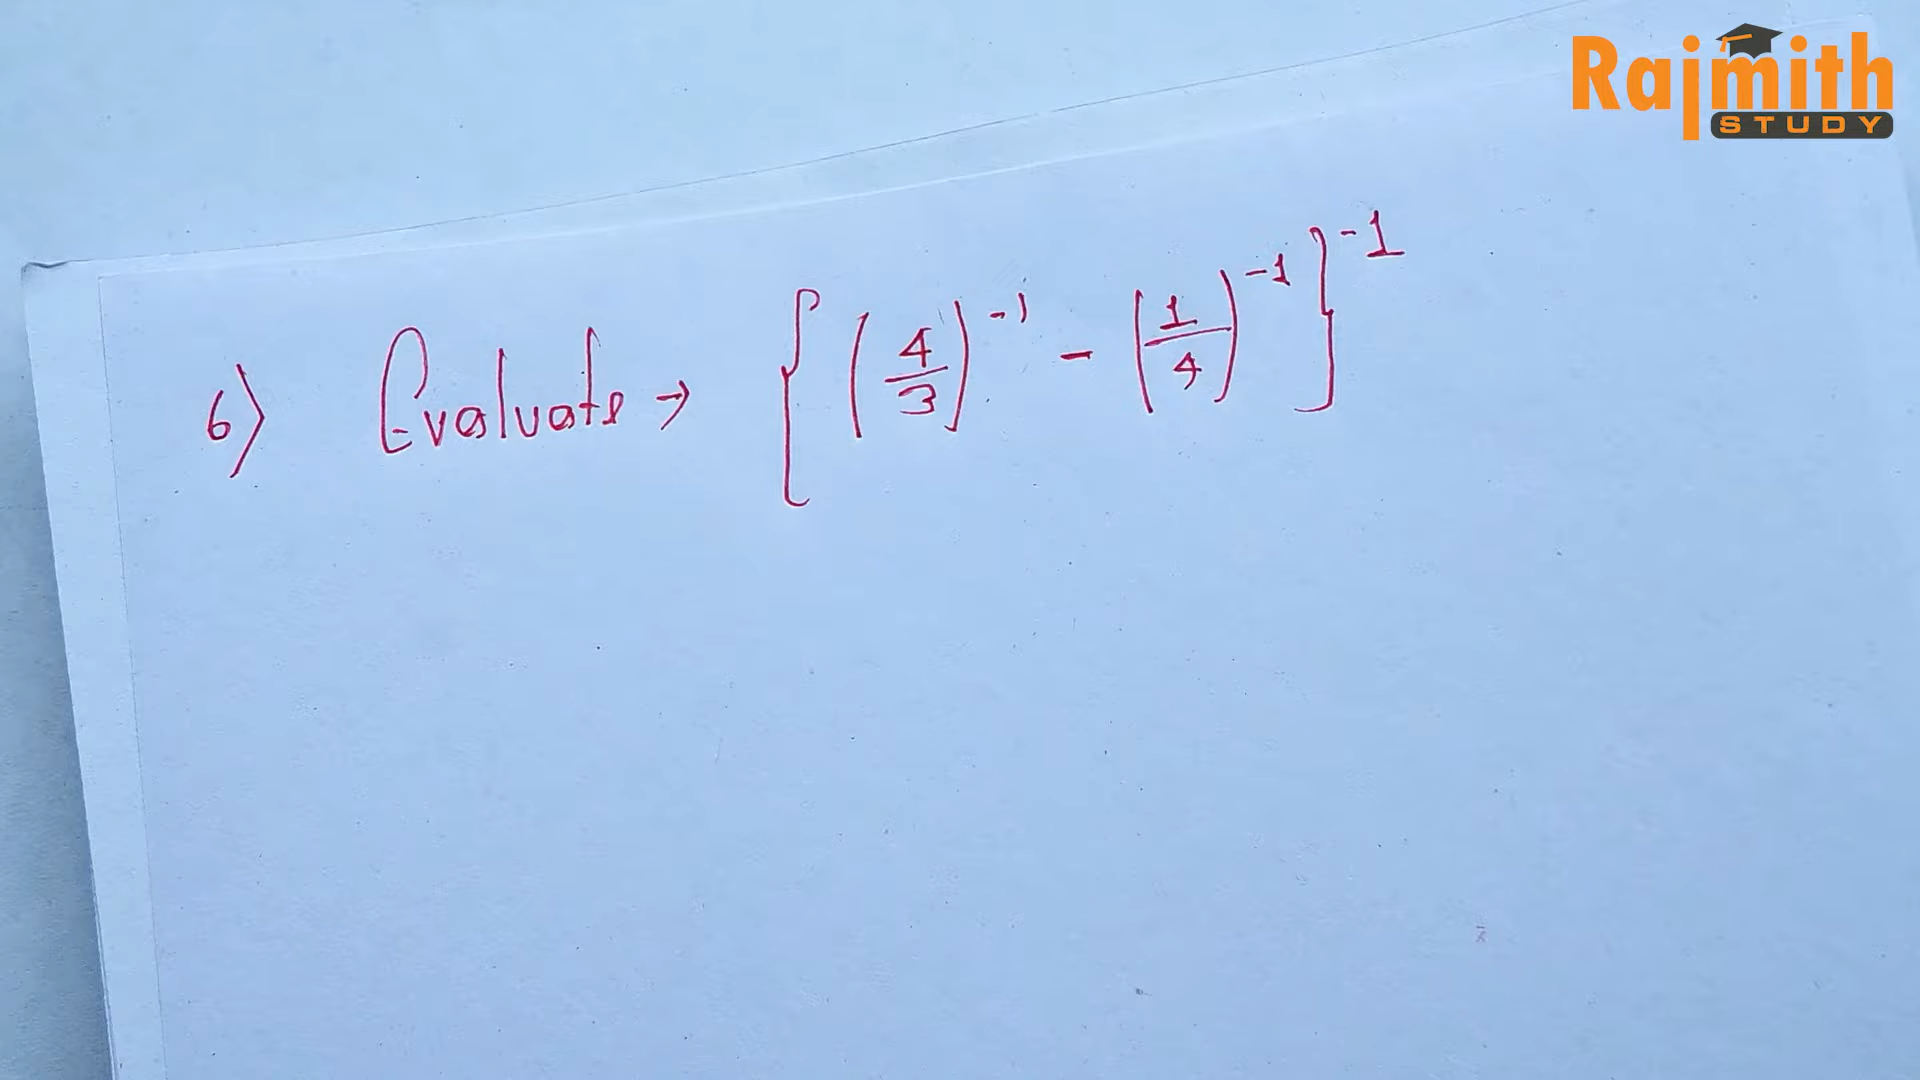 Rajmith
STUDY
6) Evaluate → { (4/3)^-1 - (1/4)^-1 }^-1